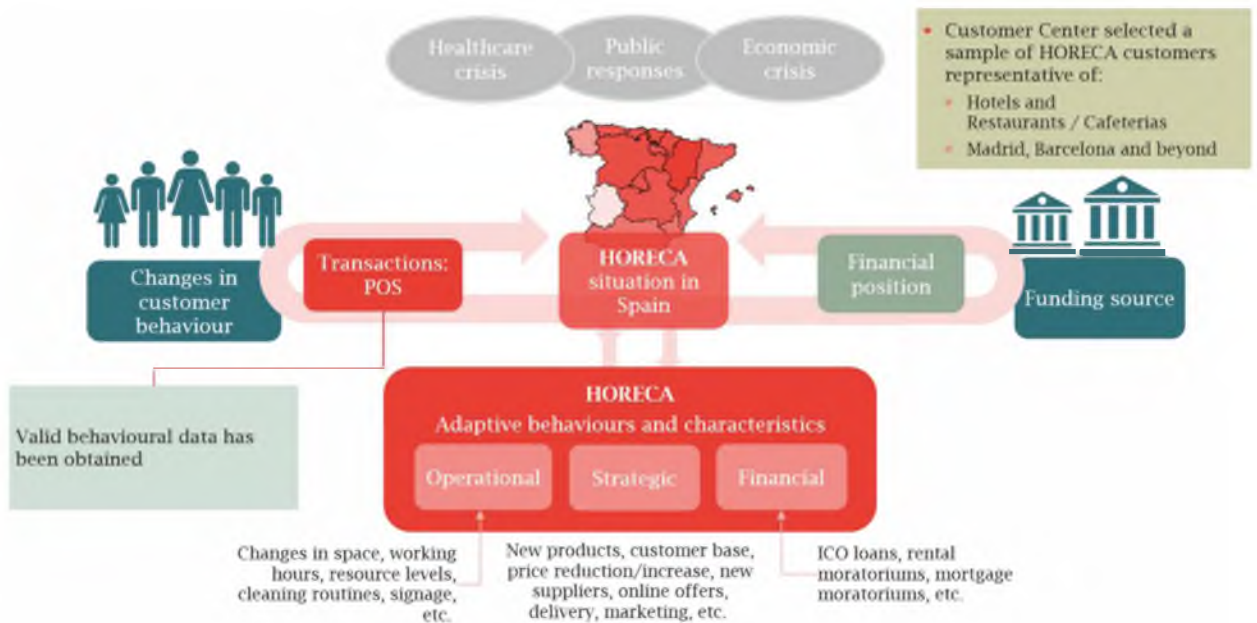 Healthcare
crisis
Public
responses
Economic
crisis
• Customer Center selected a
sample of HORECA customers
representative of:
• Hotels and
Restaurants / Cafeterias
• Madrid, Barcelona and beyond
Changes in
customer
behaviour
Transactions:
POS
HORECA
situation in
Spain
Financial
position
Funding source
Valid behavioural data has
been obtained
HORECA
Adaptive behaviours and characteristics
Operational
Strategic
Financial
Changes in space, working
hours, resource levels,
cleaning routines, signage,
etc.
New products, customer base,
price reduction/increase, new
suppliers, online offers,
delivery, marketing, etc.
ICO loans, rental
moratoriums, mortgage
moratoriums, etc.